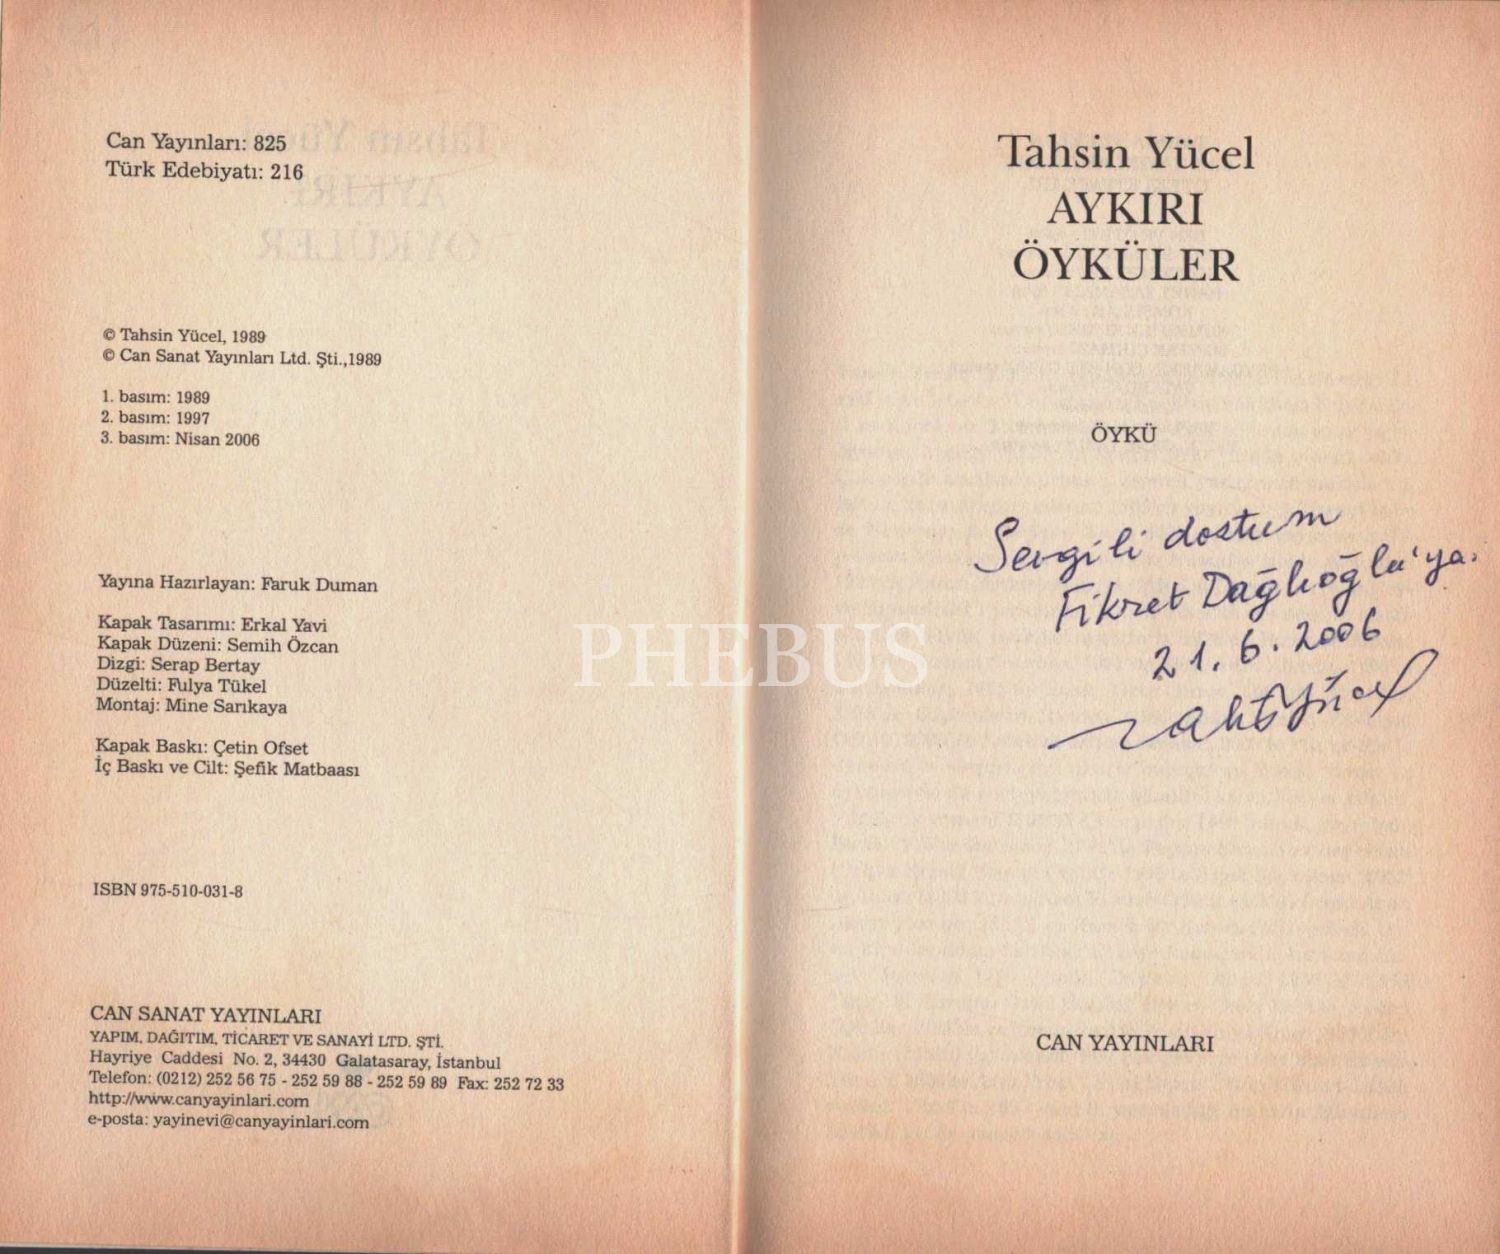 Can Yayınları: 825
Türk Edebiyatı: 216
© Tahsin Yücel, 1989
© Can Sanat Yayınları Ltd. Şti.,1989
1. basım: 1989
2. basım: 1997
3. basım: Nisan 2006
Yayına Hazırlayan: Faruk Duman
Kapak Tasarımı: Erkal Yavi
Kapak Düzeni: Semih Özcan
Dizgi: Serap Bertay
Düzelti: Fulya Tükel
Montaj: Mine Sarıkaya
Kapak Baskı: Çetin Ofset
İç Baskı ve Cilt: Şefik Matbaası
ISBN 975-510-031-8
CAN SANAT YAYINLARI
YAPIM, DAĞITIM, TİCARET VE SANAYİ LTD. ŞTİ.
Hayriye Caddesi No. 2, 34430 Galatasaray, İstanbul
Telefon: (0212) 252 56 75 - 252 59 88 - 252 59 89 Fax: 252 72 33
http://www.canyayinlari.com
e-posta: yayinevi@canyayinlari.com
PHEBUS
Tahsin Yücel
AYKIRI
ÖYKÜLER
ÖYKÜ
Sevgili dostum
Fikret Dağlıoğlu'ya.
21.6.2006
CAN YAYINLARI